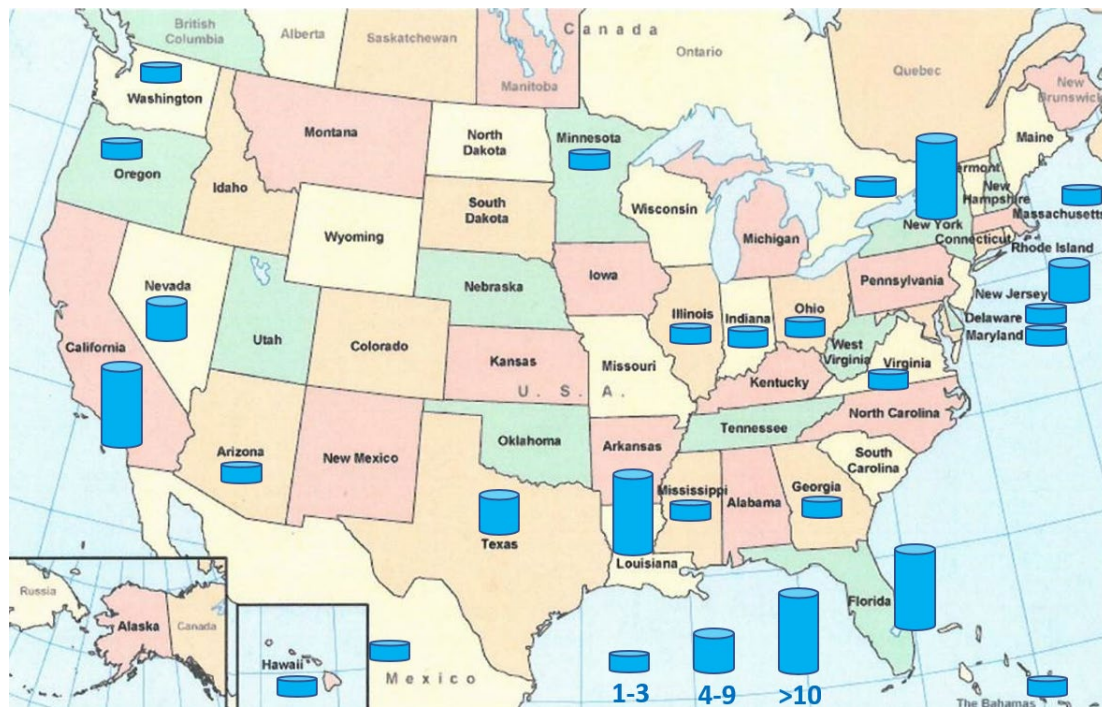 British
Columbia
Alberta
Saskatchewan
Manitoba
Canada
Ontario
Quebec
New
Brunswick
Washington
Montana
North
Dakota
Minnesota
Maine
Oregon
Idaho
South
Dakota
Wisconsin
Michigan
ermont
New
Hampshire
Massachusetts
New York
Connecticut
Rhode Island
Wyoming
Iowa
Pennsylvania
Nevada
Nebraska
New Jersey
Illinois
Indiana
Ohio
Delaware
Maryland
California
Utah
Colorado
Kansas
Missouri
West
Virginia
Virginia
Kentucky
U. S. A.
North Carolina
Tennessee
Arizona
New Mexico
Oklahoma
Arkansas
South
Carolina
Mississippi
Alabama
Georgia
Texas
Louisiana
Florida
Russia
Alaska
Canada
Hawaii
Mexico
1-3
4-9
>10
The Bahamas